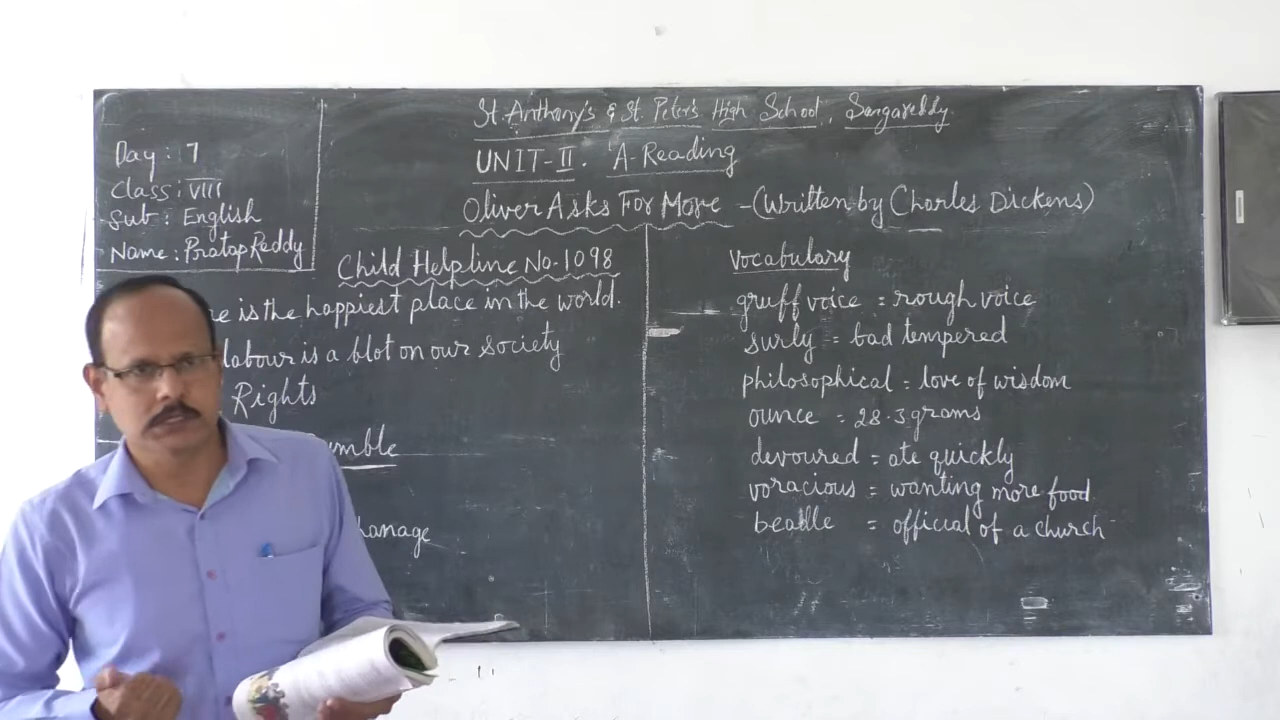 St. Anthony's & St. Peter's High School, Sangareddy
UNIT-II. A-Reading
Oliver Asks For More -(Written by Charles Dickens)
Day : 7
Class : VIII
Sub : English
Name : Pratap Reddy
Child Helpline No. 1098
is the happiest place in the world.
labour is a blot on our society
Rights
Vocabulary
gruff voice = rough voice
surly = bad tempered
philosophical = love of wisdom
ounce = 28.3 grams
devoured = ate quickly
voracious = wanting more food
beadle = official of a church